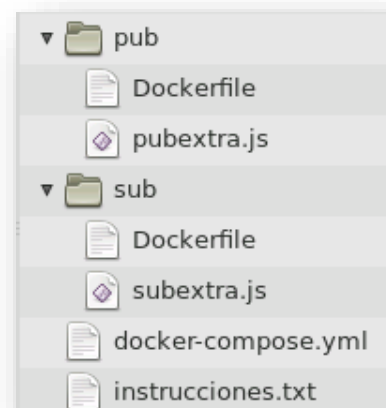 pub
Dockerfile
pubextra.js
sub
Dockerfile
subextra.js
docker-compose.yml
instrucciones.txt